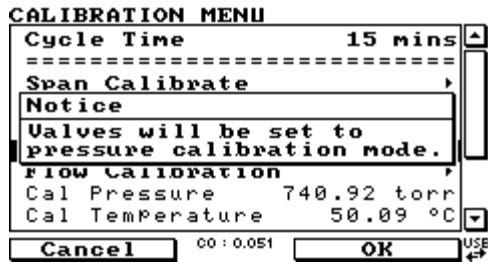 CALIBRATION MENU
Cycle Time 15 mins
============================
Span Calibrate
Notice
Valves will be set to
pressure calibration mode.
Flow Calibration
Cal Pressure 740.92 torr
Cal Temperature 50.09 °C
Cancel CO : 0.051 OK USB